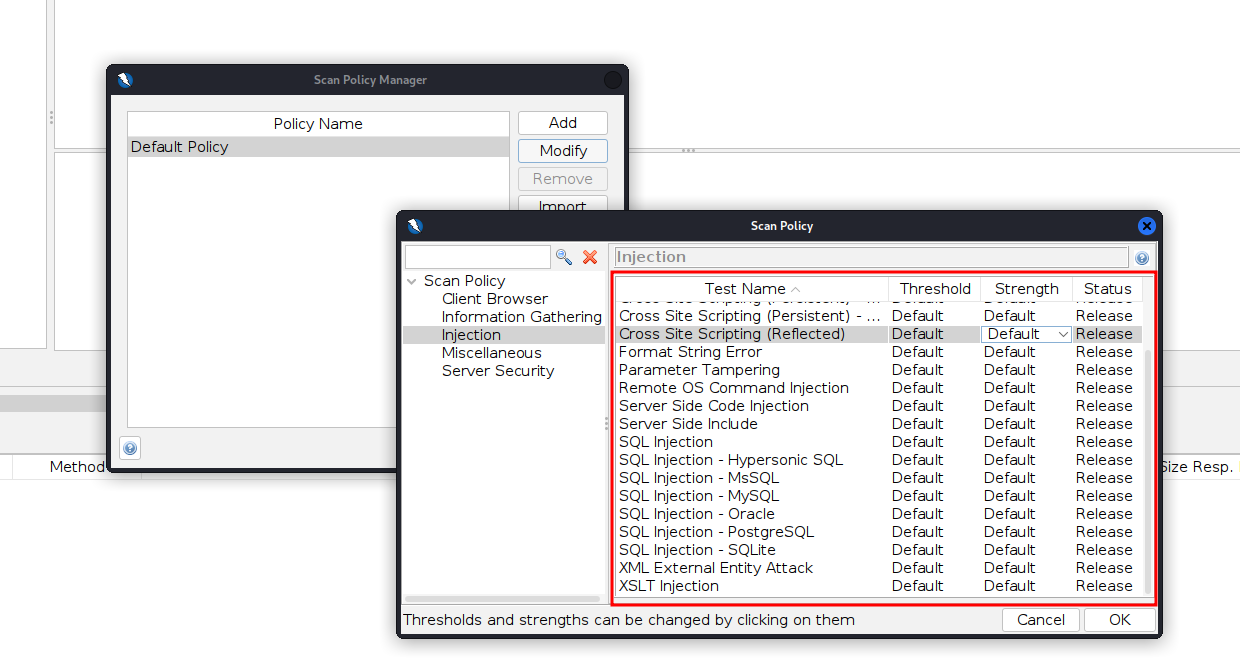 Scan Policy Manager
Policy Name
Default Policy
Add
Modify
Remove
Import
Method
Size Resp.
Scan Policy
Scan Policy
Client Browser
Information Gathering
Injection
Miscellaneous
Server Security
Injection
Test Name Threshold Strength Status
Cross Site Scripting (Persistent) - ... Default Default Release
Cross Site Scripting (Persistent) - ... Default Default Release
Cross Site Scripting (Reflected) Default Default Release
Format String Error Default Default Release
Parameter Tampering Default Default Release
Remote OS Command Injection Default Default Release
Server Side Code Injection Default Default Release
Server Side Include Default Default Release
SQL Injection Default Default Release
SQL Injection - Hypersonic SQL Default Default Release
SQL Injection - MsSQL Default Default Release
SQL Injection - MySQL Default Default Release
SQL Injection - Oracle Default Default Release
SQL Injection - PostgreSQL Default Default Release
SQL Injection - SQLite Default Default Release
XML External Entity Attack Default Default Release
XSLT Injection Default Default Release
Thresholds and strengths can be changed by clicking on them
Cancel
OK